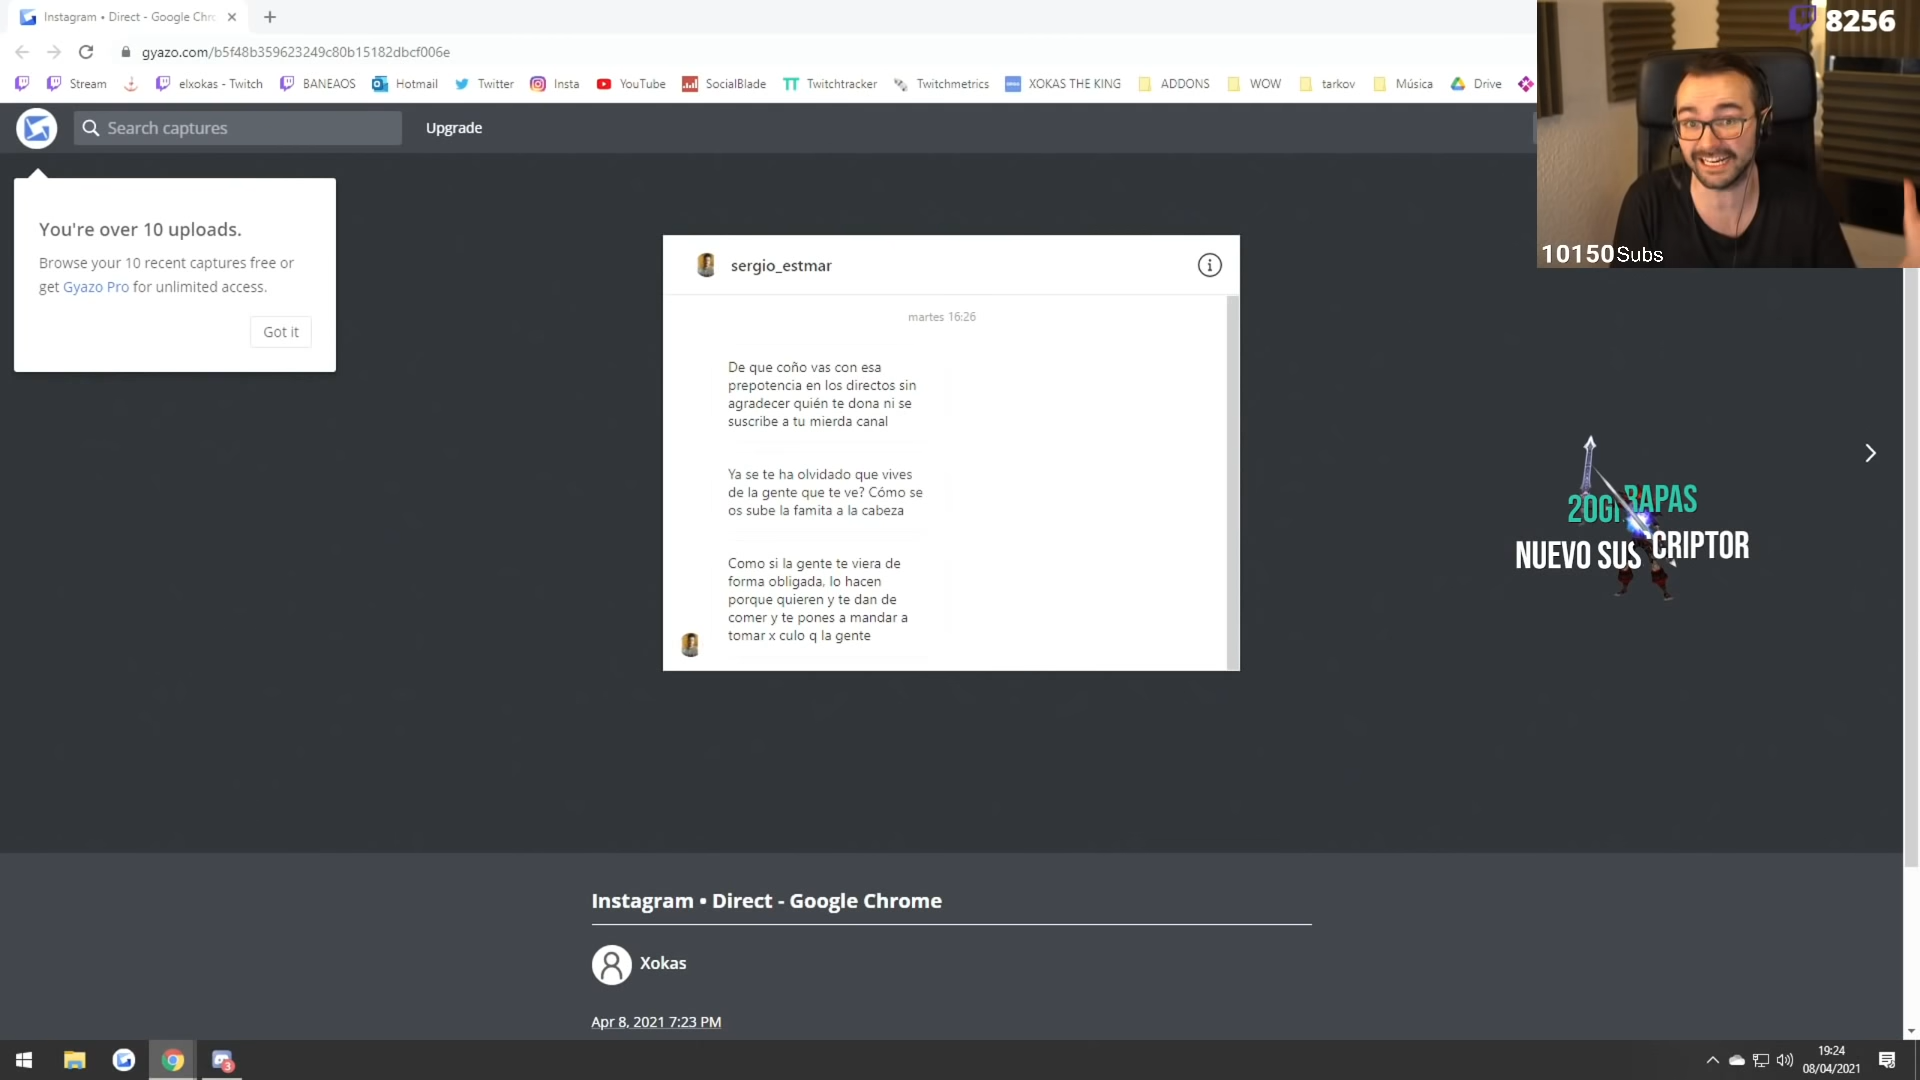 Instagram • Direct - Google Chr
gyazo.com/b5f48b359623249c80b15182dbcf006e
Stream
elxokas - Twitch
BANEAOS
Hotmail
Twitter
Insta
YouTube
SocialBlade
Twitchtracker
Twitchmetrics
XOKAS THE KING
ADDONS
WOW
tarkov
Música
Drive
8256
10150 Subs
Search captures
Upgrade
You're over 10 uploads.
Browse your 10 recent captures free or
get Gyazo Pro for unlimited access.
Got it
sergio_estmar
martes 16:26
De que coño vas con esa
prepotencia en los directos sin
agradecer quién te dona ni se
suscribe a tu mierda canal
Ya se te ha olvidado que vives
de la gente que te ve? Cómo se
os sube la famita a la cabeza
Como si la gente te viera de
forma obligada, lo hacen
porque quieren y te dan de
comer y te pones a mandar a
tomar x culo q la gente
NUEVO SUSCRIPTOR
Instagram • Direct - Google Chrome
Xokas
Apr 8, 2021 7:23 PM
3
19:24
08/04/2021